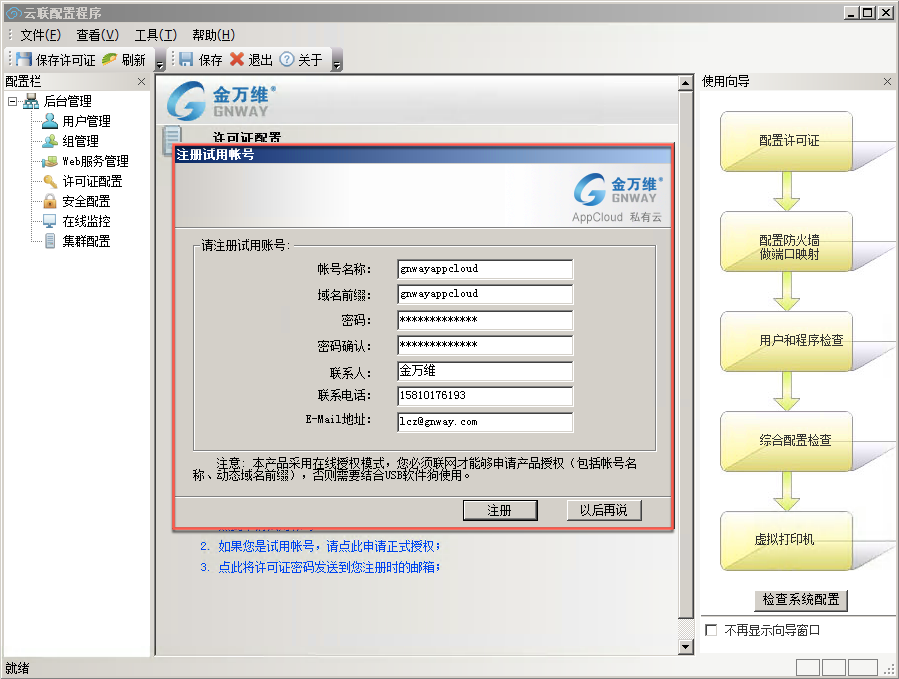 云联配置程序
文件(F) 查看(V) 工具(T) 帮助(H)
保存许可证 刷新 保存 退出 关于
配置栏
后台管理
用户管理
组管理
Web服务管理
许可证配置
安全配置
在线监控
集群配置
金万维®
GNWAY
许可证配置
注册试用帐号
金万维®
GNWAY
AppCloud 私有云
请注册试用账号:
帐号名称: gnwayappcloud
域名前缀: gnwayappcloud
密码: *************
密码确认: *************
联系人: 金万维
联系电话: 15810176193
E-Mail地址: lcz@gnway.com
注意: 本产品采用在线授权模式，您必须联网才能够申请产品授权（包括帐号名
称、动态域名前缀），否则需要结合USB软件狗使用。
注册 以后再说
2. 如果您是试用帐号，请点此申请正式授权；
3. 点此将许可证密码发送到您注册时的邮箱；
使用向导
配置许可证
配置防火墙
做端口映射
用户和程序检查
综合配置检查
虚拟打印机
检查系统配置
不再显示向导窗口
就绪